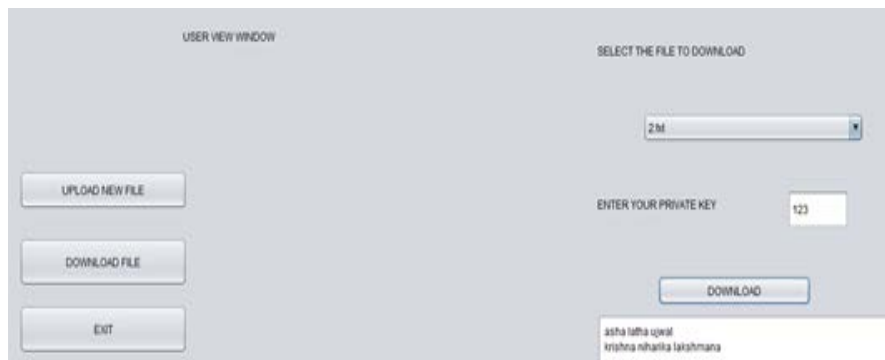 USER VIEW WINDOW
SELECT THE FILE TO DOWNLOAD
2.txt
UPLOAD NEW FILE
ENTER YOUR PRIVATE KEY
123
DOWNLOAD FILE
DOWNLOAD
EXIT
asha latha ujwal
krishna niharika lakshmana